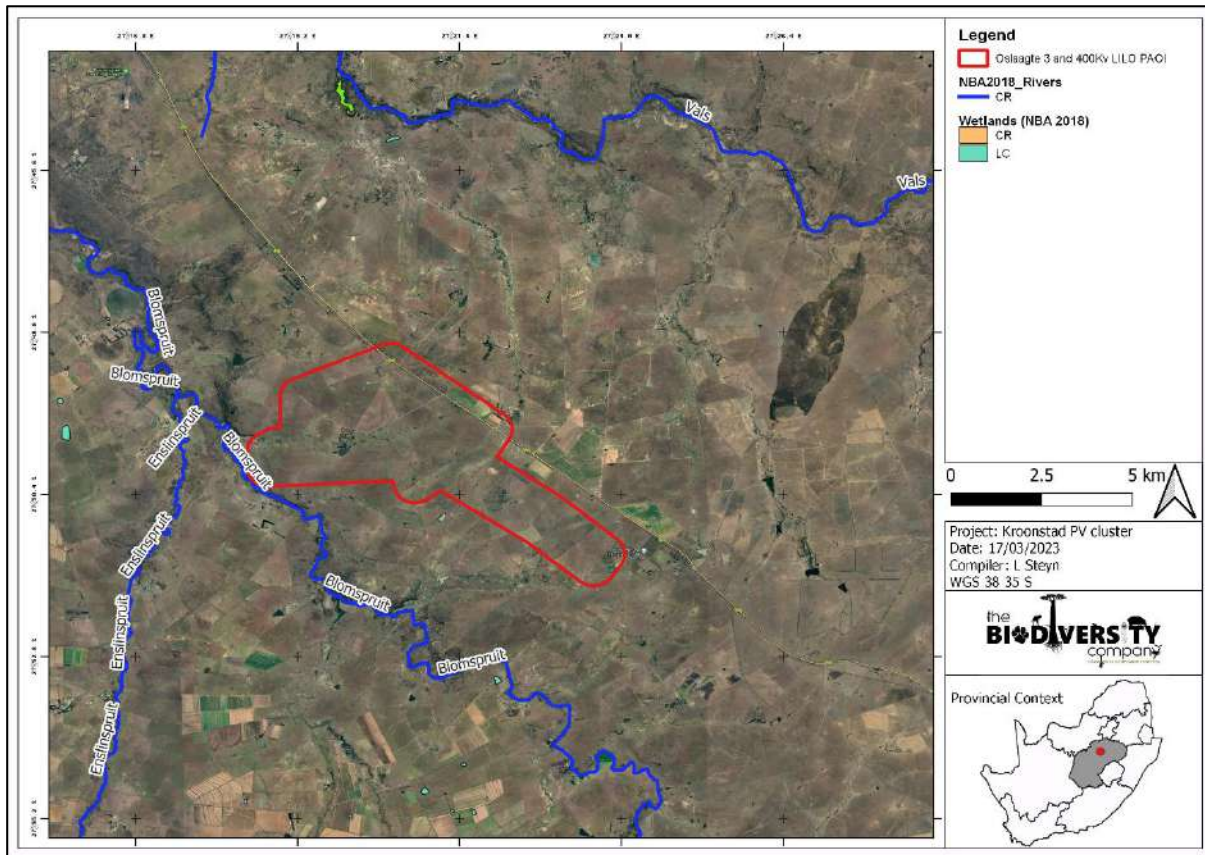 Vals
Vals
Blomspruit
Blomspruit
Enslinspruit
Blomspruit
Enslinspruit
Blomspruit
Enslinspruit
Blomspruit
Enslinspruit
Legend
Oslaagte 3 and 400Kv LILO PAOI
NBA2018_Rivers
CR
Wetlands (NBA 2018)
CR
LC
0 2.5 5 km
Project: Kroonstad PV cluster
Date: 17/03/2023
Compiler: L Steyn
WGS 38 35 S
the
BIODIVERSITY
company
Provincial Context